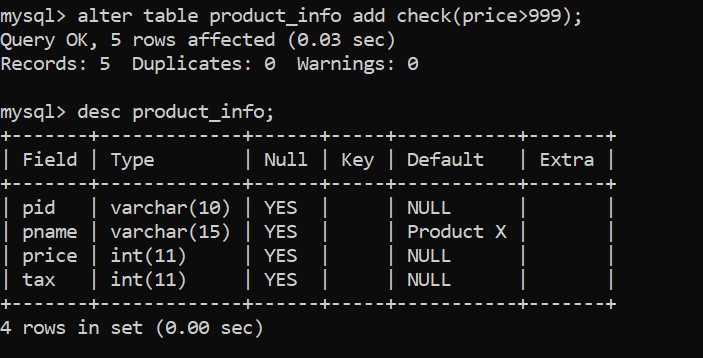 mysql> alter table product_info add check(price>999);
Query OK, 5 rows affected (0.03 sec)
Records: 5  Duplicates: 0  Warnings: 0

mysql> desc product_info;
+-------+-------------+------+-----+-----------+-------+
| Field | Type        | Null | Key | Default   | Extra |
+-------+-------------+------+-----+-----------+-------+
| pid   | varchar(10) | YES  |     | NULL      |       |
| pname | varchar(15) | YES  |     | Product X |       |
| price | int(11)     | YES  |     | NULL      |       |
| tax   | int(11)     | YES  |     | NULL      |       |
+-------+-------------+------+-----+-----------+-------+
4 rows in set (0.00 sec)